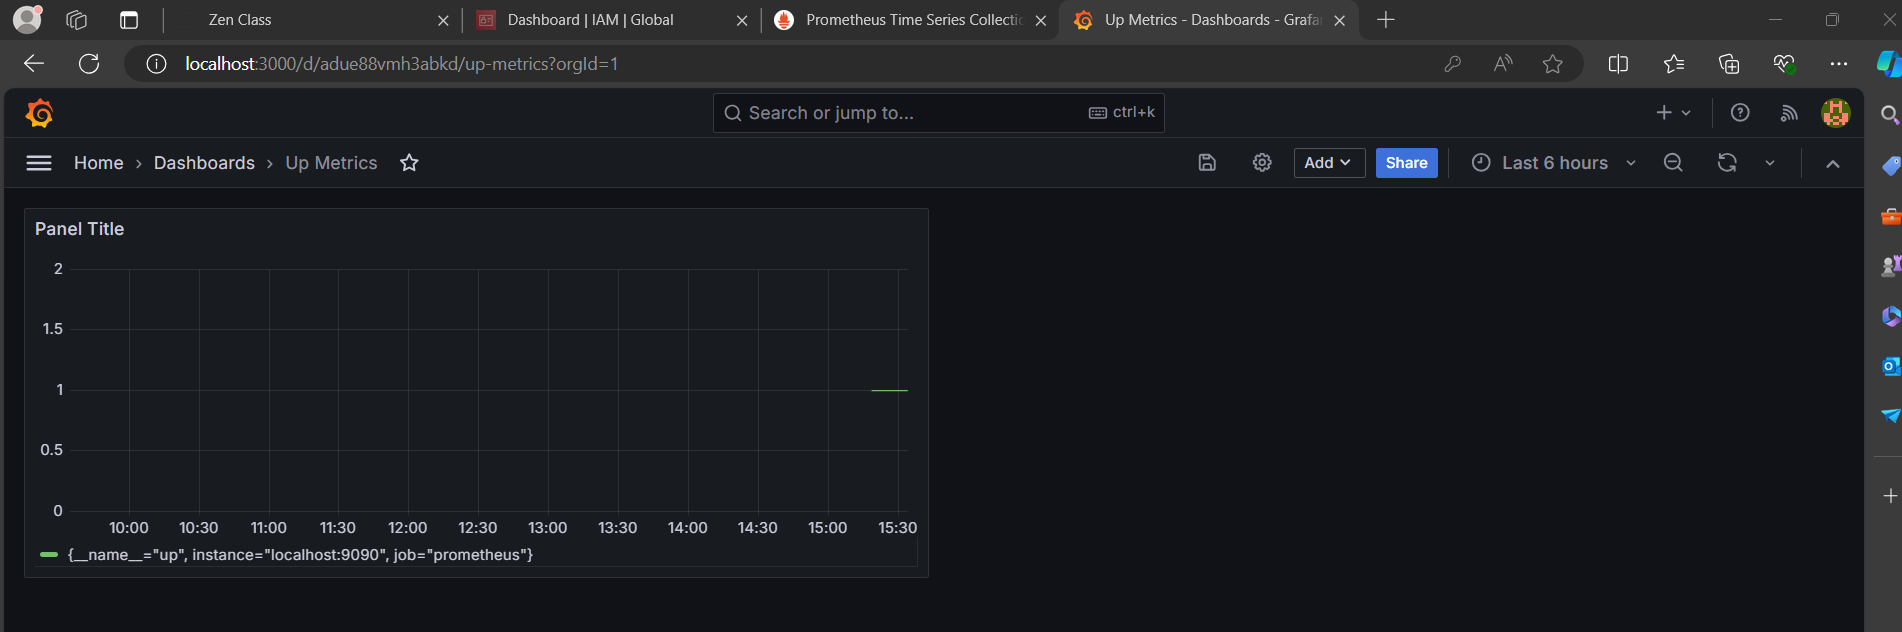 Zen Class
Dashboard | IAM | Global
Prometheus Time Series Collectio
Up Metrics - Dashboards - Grafan
localhost:3000/d/adue88vmh3abkd/up-metrics?orgId=1
Search or jump to...
ctrl+k
Home › Dashboards › Up Metrics
Add
Share
Last 6 hours
Panel Title
2
1.5
1
0.5
0
10:00 10:30 11:00 11:30 12:00 12:30 13:00 13:30 14:00 14:30 15:00 15:30
{__name__="up", instance="localhost:9090", job="prometheus"}